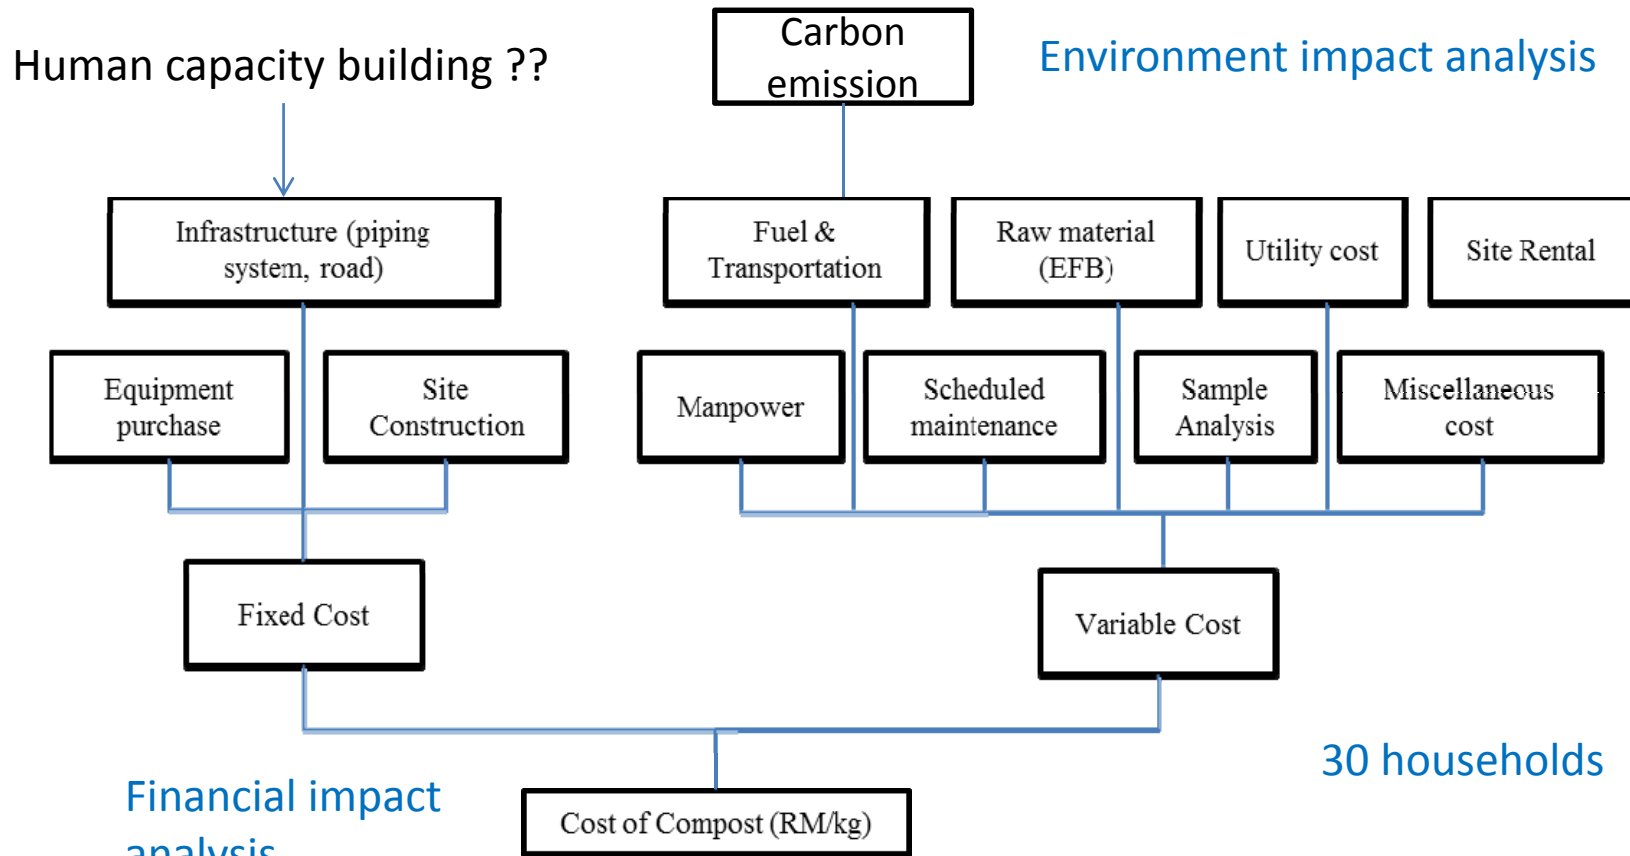 Human capacity building ??
Carbon
emission
Environment impact analysis
Infrastructure (piping
system, road)
Fuel &
Transportation
Raw material
(EFB)
Utility cost
Site Rental
Equipment
purchase
Site
Construction
Manpower
Scheduled
maintenance
Sample
Analysis
Miscellaneous
cost
Fixed Cost
Variable Cost
30 households
Financial impact
analysis
Cost of Compost (RM/kg)